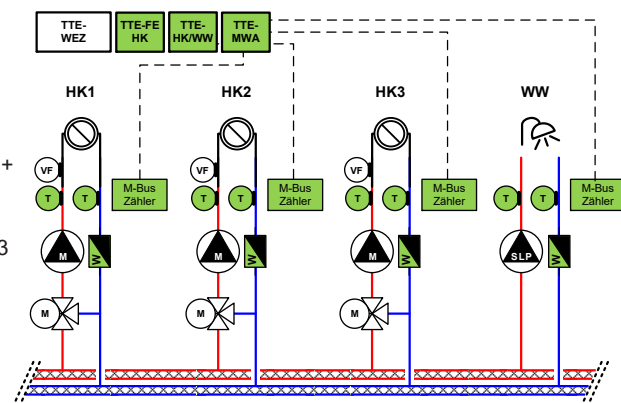 TTE-WEZ
TTE-FE HK
TTE-HK/WW
TTE-MWA
HK1
HK2
HK3
WW
+
VF
VF
VF
T
T
M-Bus
Zähler
T
T
M-Bus
Zähler
T
T
M-Bus
Zähler
T
T
M-Bus
Zähler
3
M
W
M
W
M
W
SLP
W
M
M
M